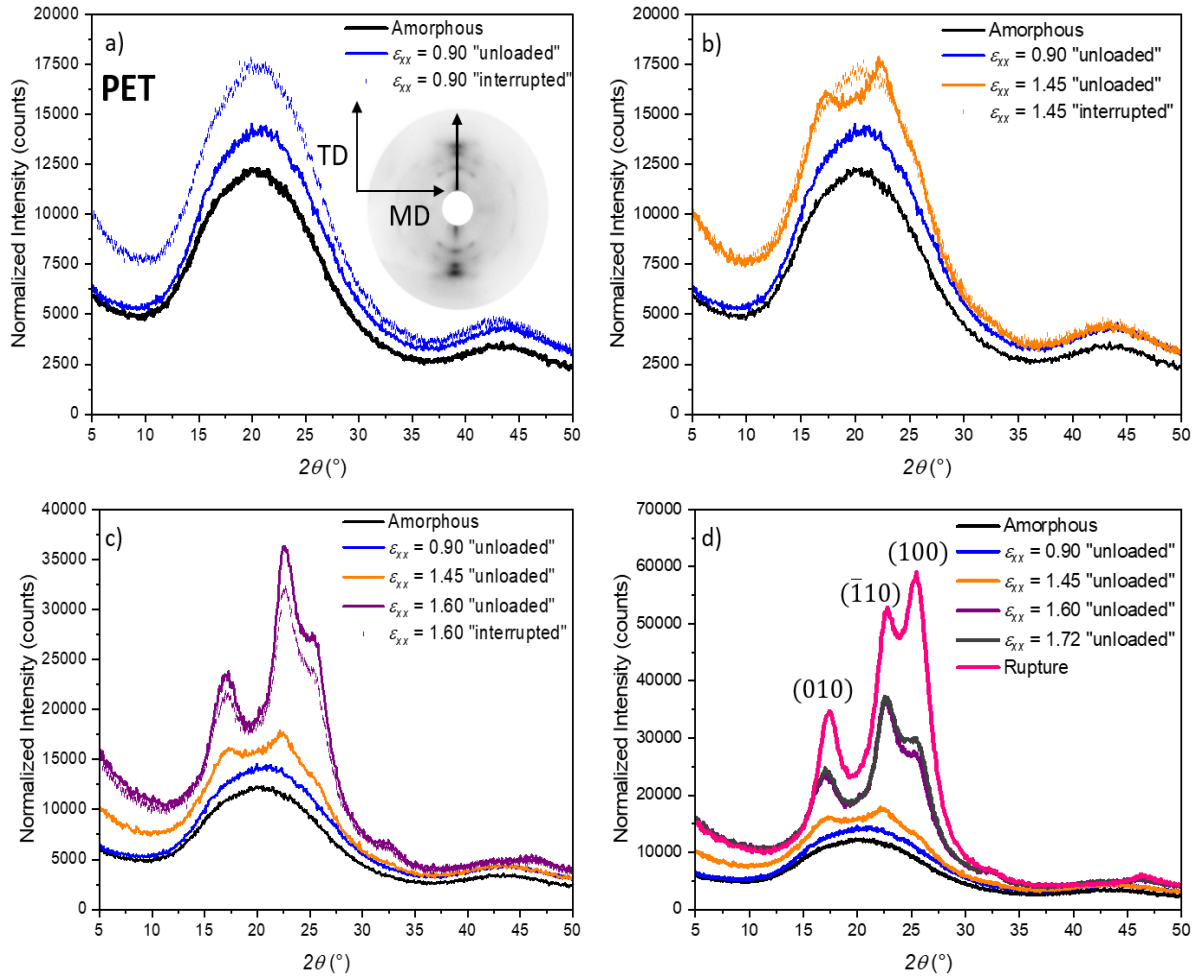 a)
PET
Amorphous
εxx = 0.90 "unloaded"
εxx = 0.90 "interrupted"
TD
MD
Normalized Intensity (counts)
20000
17500
15000
12500
10000
7500
5000
2500
0
5 10 15 20 25 30 35 40 45 50
2θ (°)
b)
Amorphous
εxx = 0.90 "unloaded"
εxx = 1.45 "unloaded"
εxx = 1.45 "interrupted"
Normalized Intensity (counts)
20000
17500
15000
12500
10000
7500
5000
2500
0
5 10 15 20 25 30 35 40 45 50
2θ (°)
c)
Amorphous
εxx = 0.90 "unloaded"
εxx = 1.45 "unloaded"
εxx = 1.60 "unloaded"
εxx = 1.60 "interrupted"
Normalized Intensity (counts)
40000
35000
30000
25000
20000
15000
10000
5000
0
5 10 15 20 25 30 35 40 45 50
2θ (°)
d)
Amorphous
εxx = 0.90 "unloaded"
εxx = 1.45 "unloaded"
εxx = 1.60 "unloaded"
εxx = 1.72 "unloaded"
Rupture
(010)
(1̄10)
(100)
Normalized Intensity (counts)
70000
60000
50000
40000
30000
20000
10000
0
5 10 15 20 25 30 35 40 45 50
2θ (°)